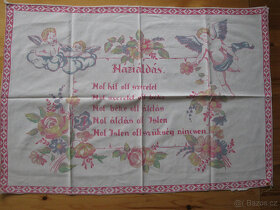 Háziáldás.
Hol hit ott szeretet
Hol szeretet ott béke
Hol béke ott áldás
Hol áldás ott Isten
Hol Isten ott szükség nincsen.
Bazos.cz